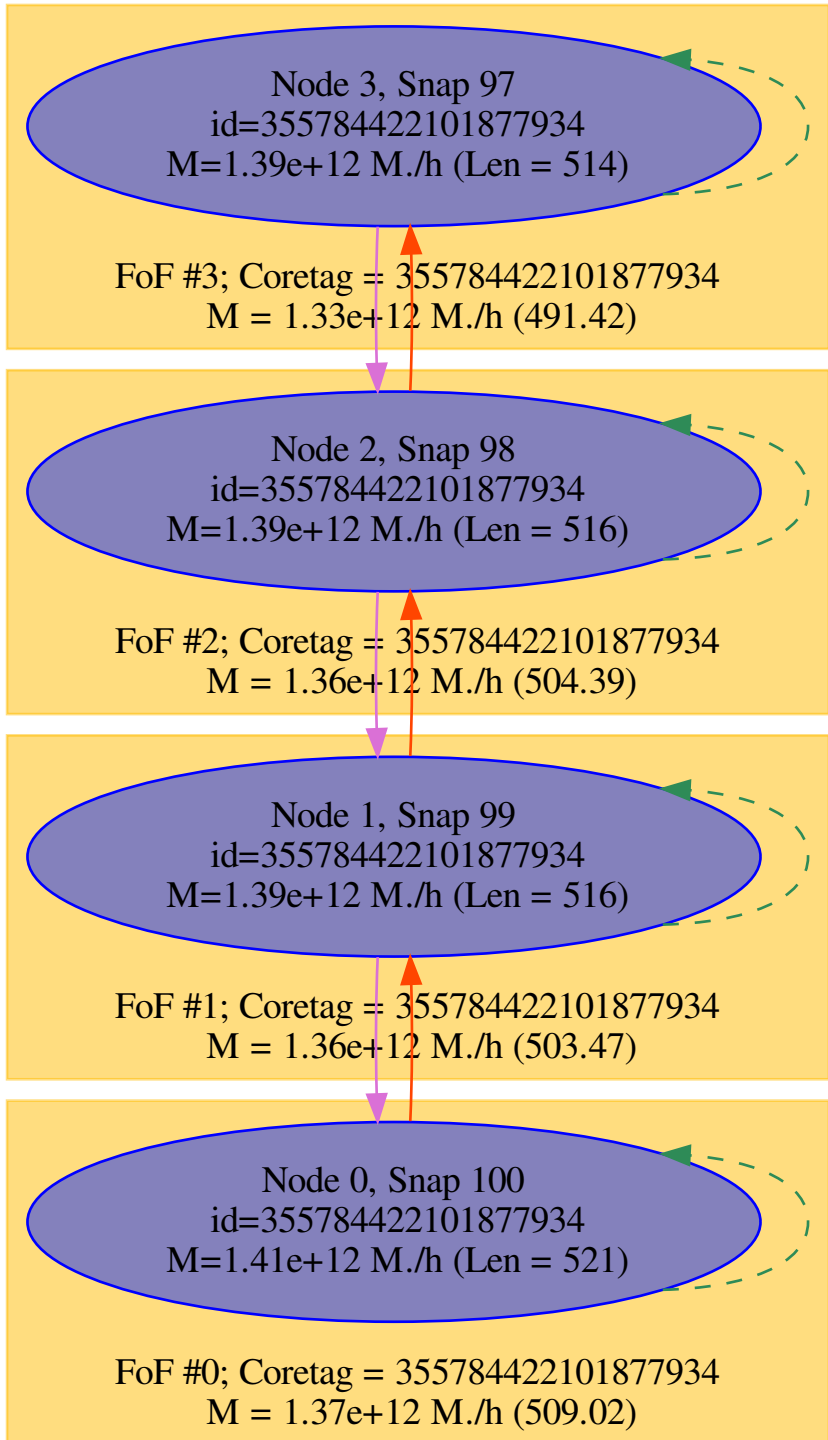 Node 3, Snap 97
id=355784422101877934
M=1.39e+12 M./h (Len = 514)
FoF #3; Coretag = 355784422101877934
M = 1.33e+12 M./h (491.42)
Node 2, Snap 98
id=355784422101877934
M=1.39e+12 M./h (Len = 516)
FoF #2; Coretag = 355784422101877934
M = 1.36e+12 M./h (504.39)
Node 1, Snap 99
id=355784422101877934
M=1.39e+12 M./h (Len = 516)
FoF #1; Coretag = 355784422101877934
M = 1.36e+12 M./h (503.47)
Node 0, Snap 100
id=355784422101877934
M=1.41e+12 M./h (Len = 521)
FoF #0; Coretag = 355784422101877934
M = 1.37e+12 M./h (509.02)